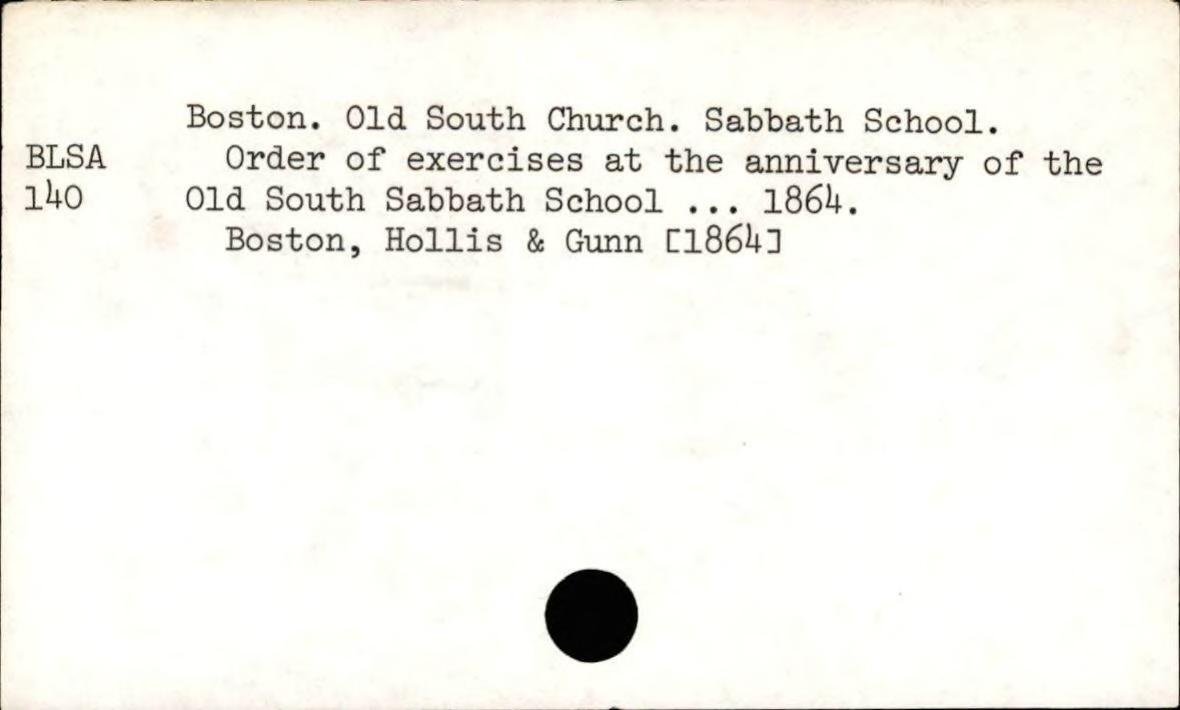 Boston. Old South Church. Sabbath School.
BLSA Order of exercises at the anniversary of the
140 Old South Sabbath School ... 1864.
Boston, Hollis & Gunn [1864]